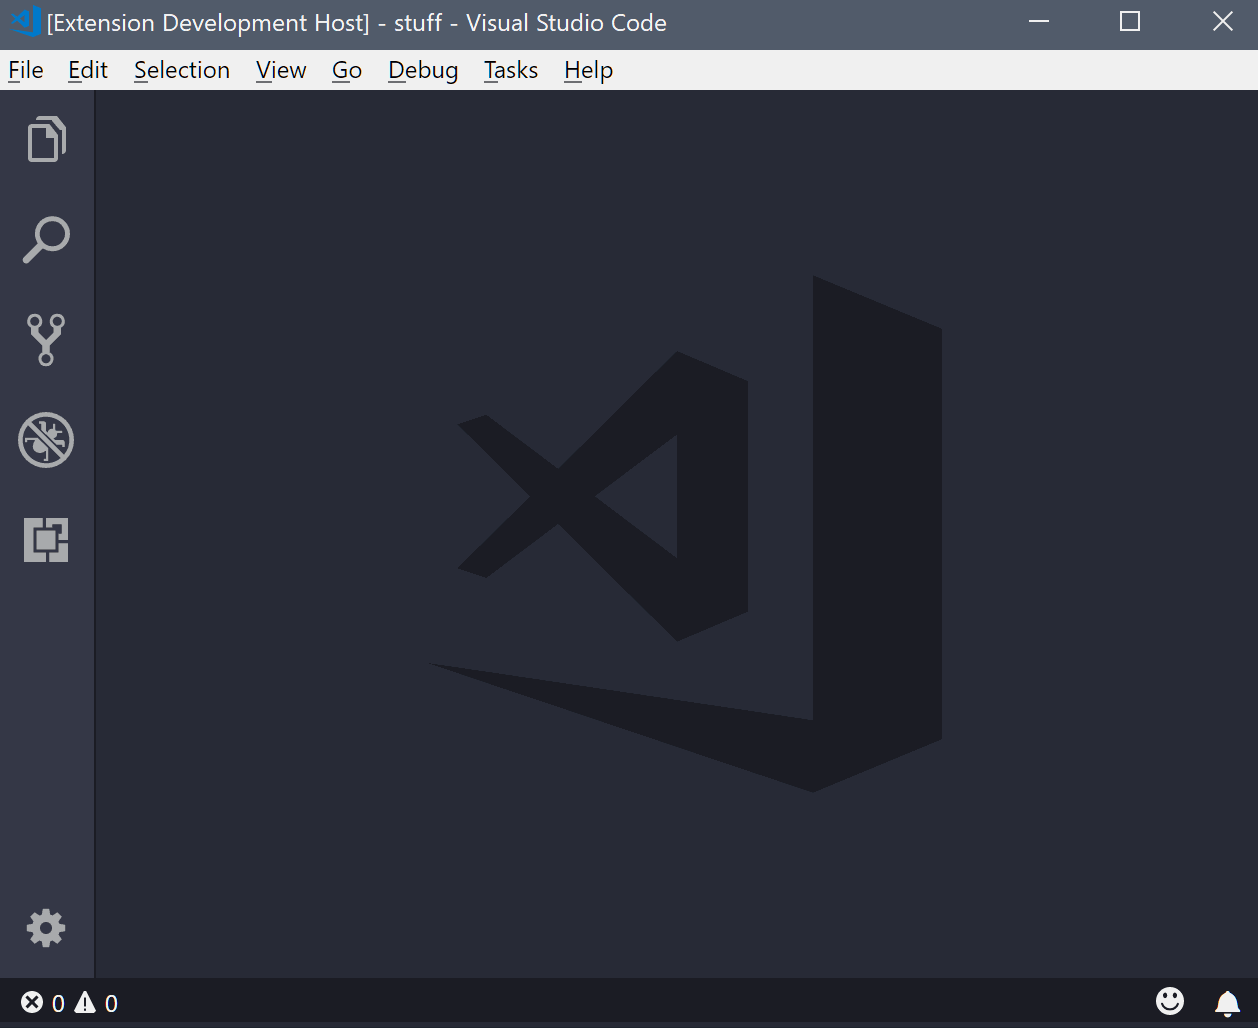 [Extension Development Host] - stuff - Visual Studio Code
File Edit Selection View Go Debug Tasks Help
0 0